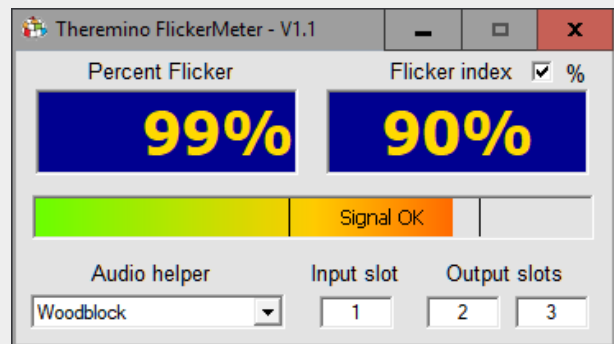 Theremino FlickerMeter - V1.1
Percent Flicker
Flicker index %
99%
90%
Signal OK
Audio helper
Input slot
Output slots
Woodblock
1
2
3